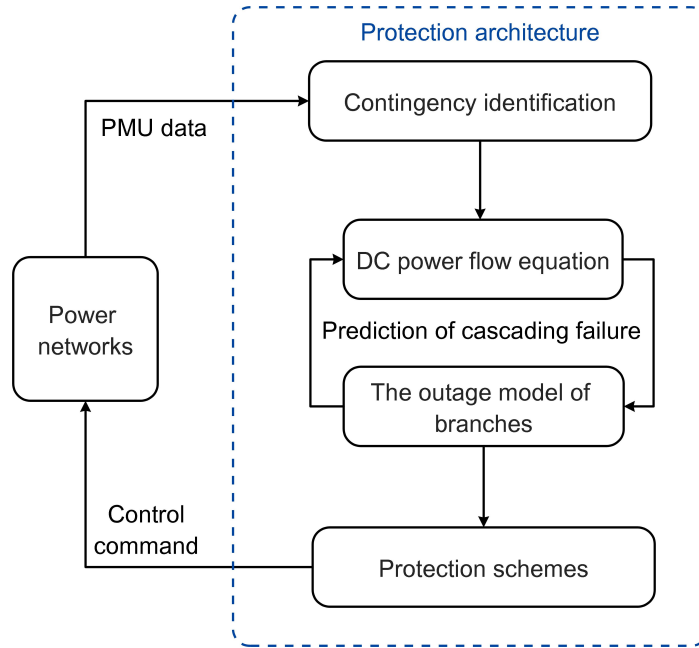 Protection architecture
Contingency identification
PMU data
DC power flow equation
Power
networks
Prediction of cascading failure
The outage model of
branches
Control
command
Protection schemes